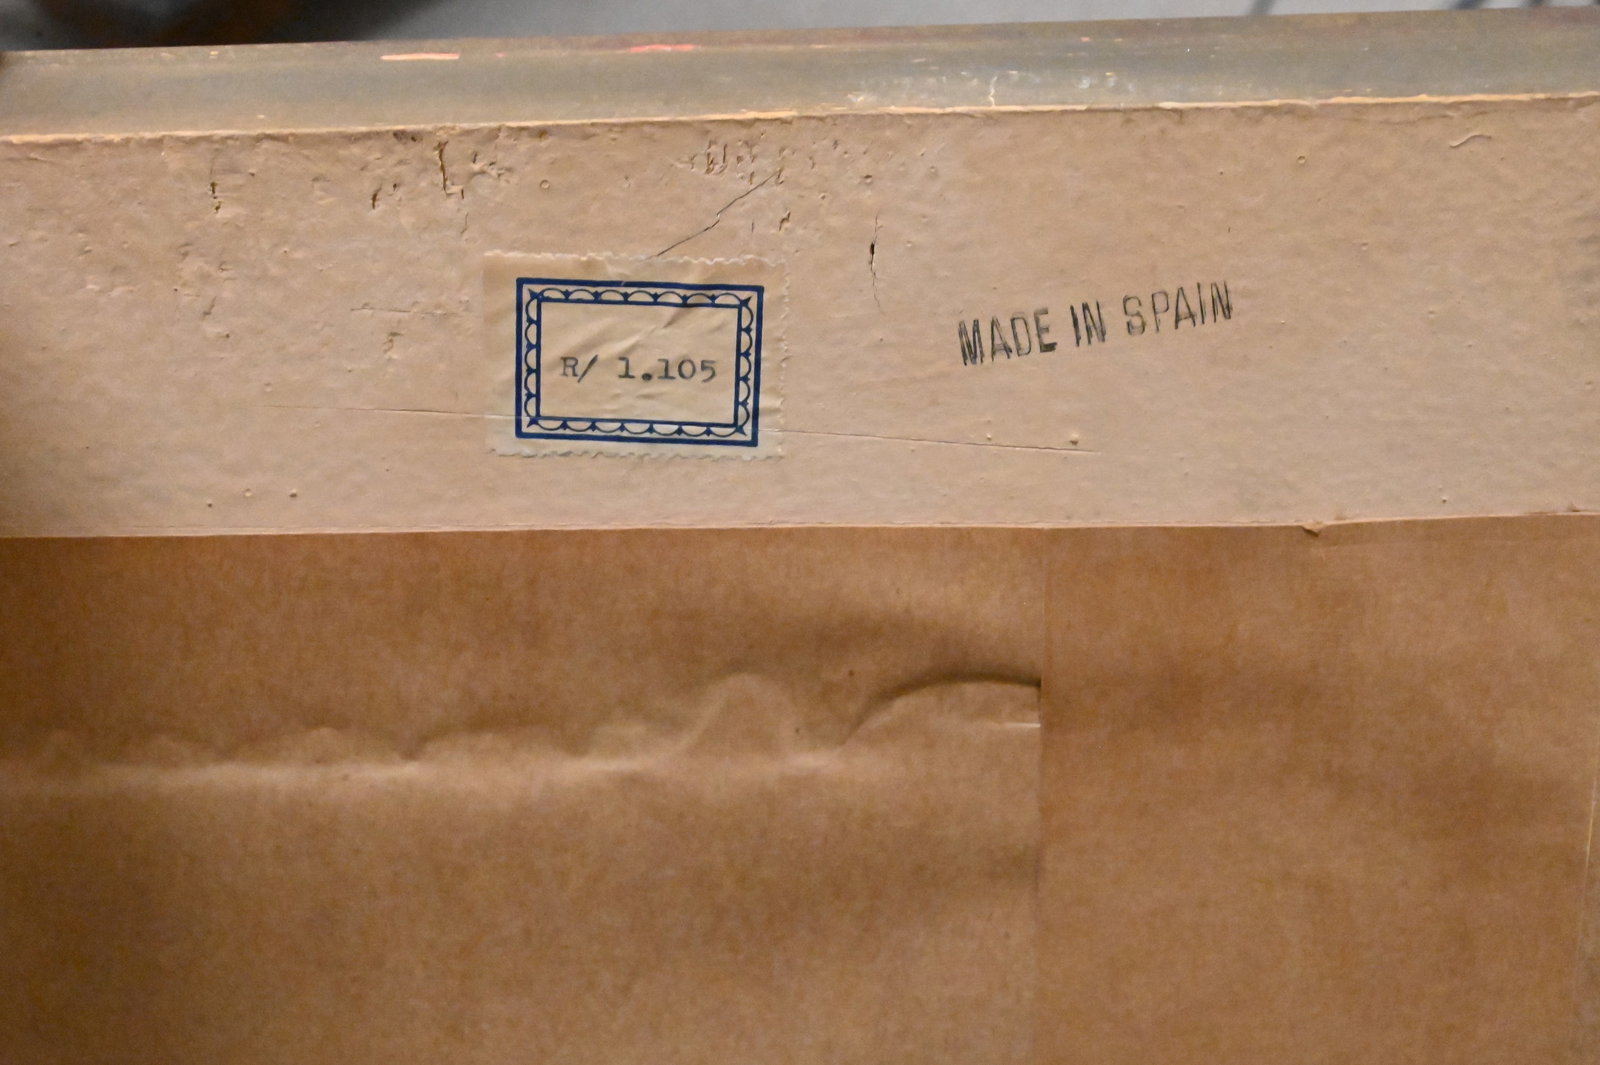 R/ 1.105
MADE IN SPAIN